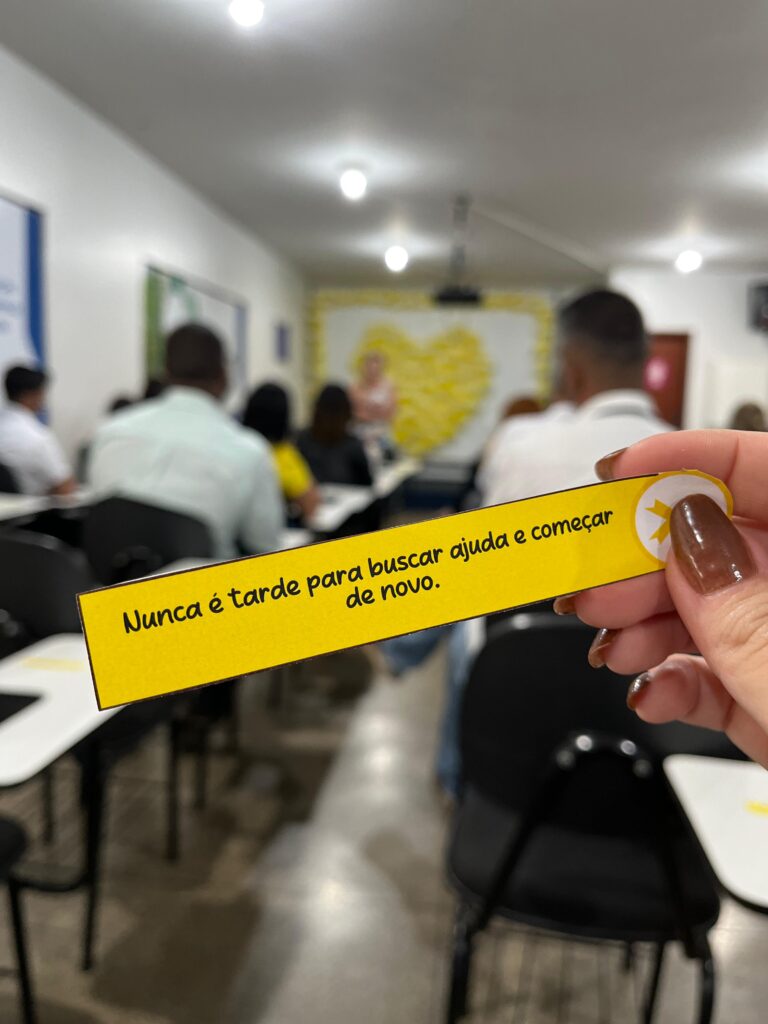 Nunca é tarde para buscar ajuda e começar
de novo.